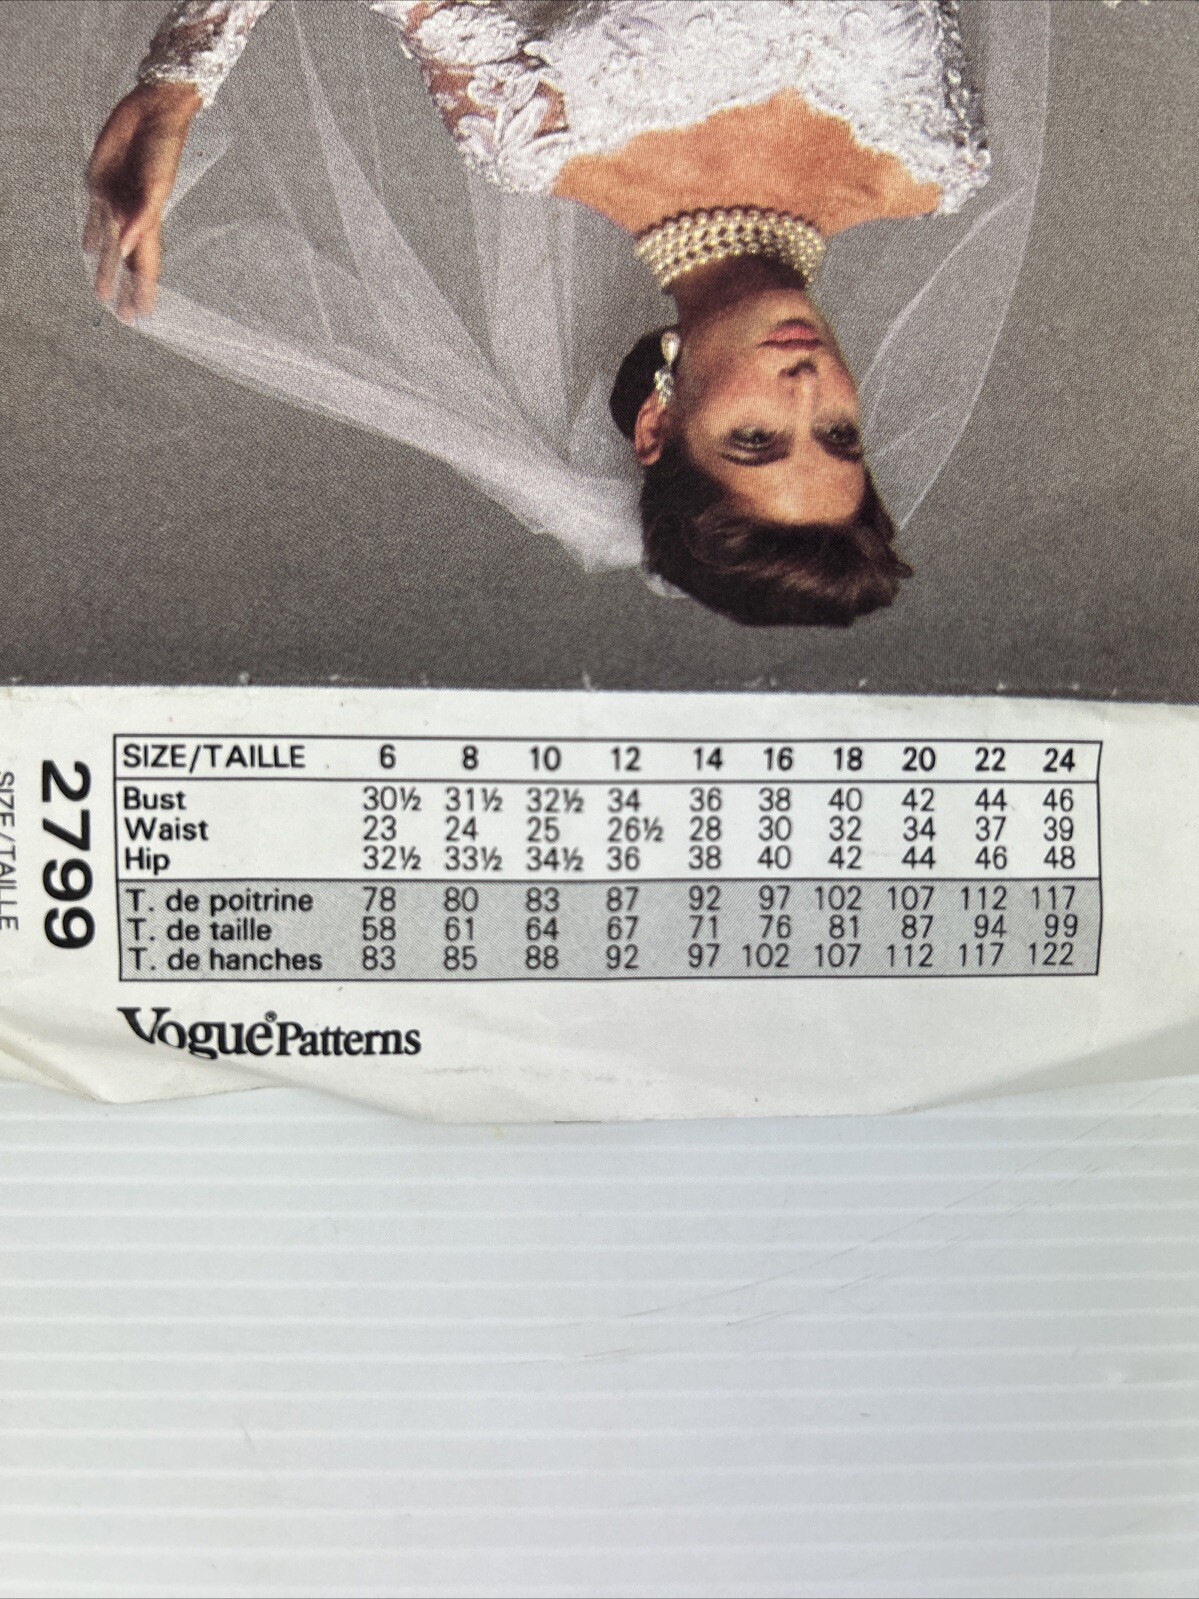 SIZE/TAILLE 6 8 10 12 14 16 18 20 22 24
Bust 30½ 31½ 32½ 34 36 38 40 42 44 46
Waist 23 24 25 26½ 28 30 32 34 37 39
Hip 32½ 33½ 34½ 36 38 40 42 44 46 48
T. de poitrine 78 80 83 87 92 97 102 107 112 117
T. de taille 58 61 64 67 71 76 81 87 94 99
T. de hanches 83 85 88 92 97 102 107 112 117 122
Vogue® Patterns
2799
SIZE/TAILLE